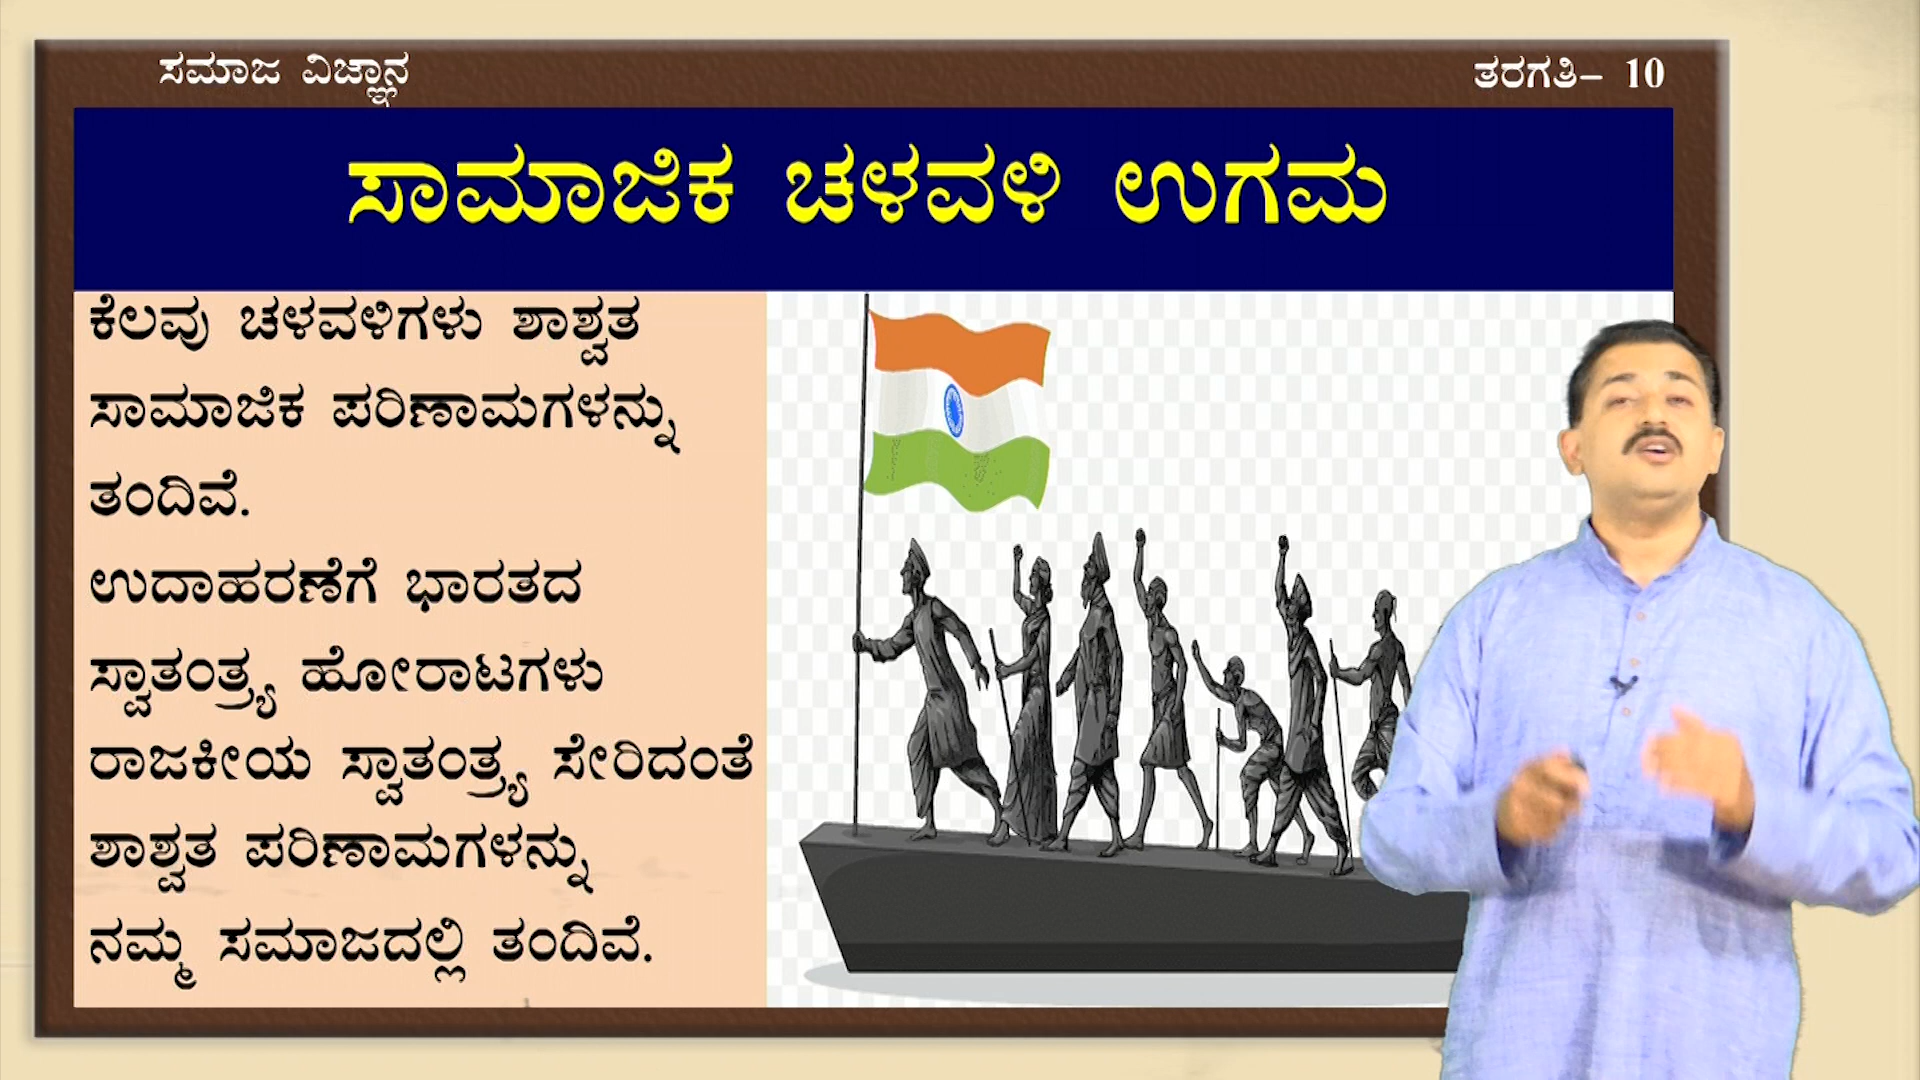 ಸಮಾಜ ವಿಜ್ಞಾನ
ತರಗತಿ– 10
ಸಾಮಾಜಿಕ ಚಳವಳಿ ಉಗಮ
ಕೆಲವು ಚಳವಳಿಗಳು ಶಾಶ್ವತ
ಸಾಮಾಜಿಕ ಪರಿಣಾಮಗಳನ್ನು
ತಂದಿವೆ.
ಉದಾಹರಣೆಗೆ ಭಾರತದ
ಸ್ವಾತಂತ್ರ್ಯ ಹೋರಾಟಗಳು
ರಾಜಕೀಯ ಸ್ವಾತಂತ್ರ್ಯ ಸೇರಿದಂತೆ
ಶಾಶ್ವತ ಪರಿಣಾಮಗಳನ್ನು
ನಮ್ಮ ಸಮಾಜದಲ್ಲಿ ತಂದಿವೆ.